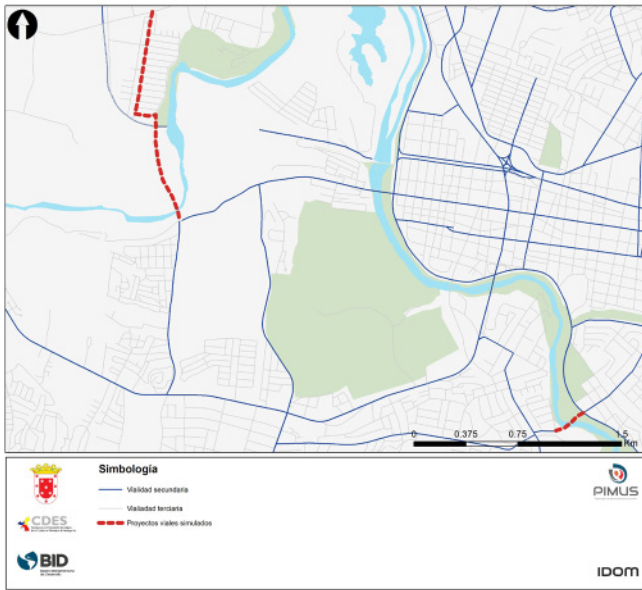 0
0.375
0.75
1.5
Km
Simbología
Vialidad secundaria
Vialiadad terciaria
Proyectos viales simulados
CDES
BID
PIMUS
IDOM